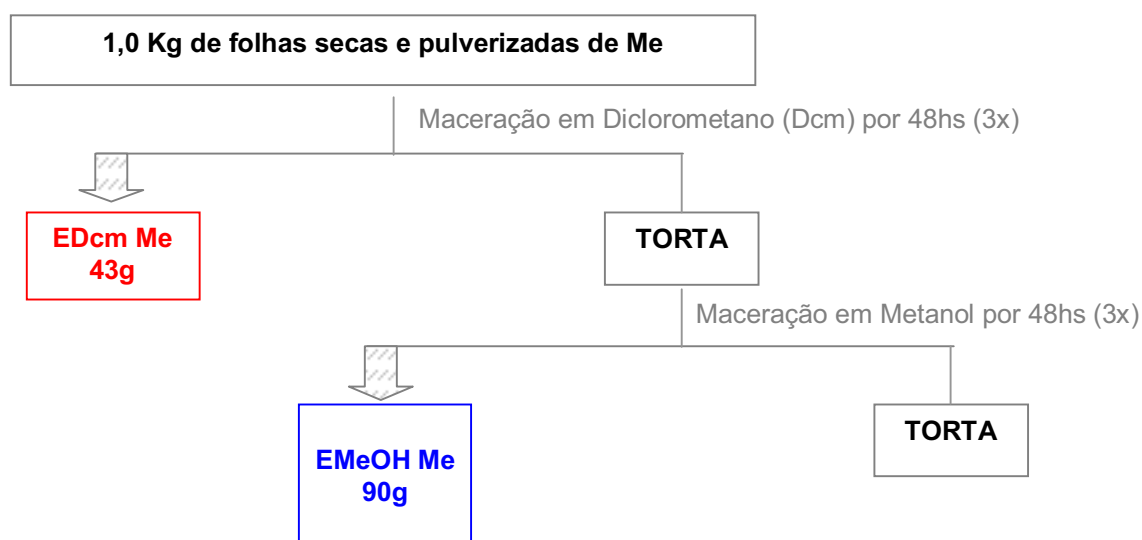 1,0 Kg de folhas secas e pulverizadas de Me
Maceração em Diclorometano (Dcm) por 48hs (3x)
EDcm Me
43g
TORTA
Maceração em Metanol por 48hs (3x)
EMeOH Me
90g
TORTA